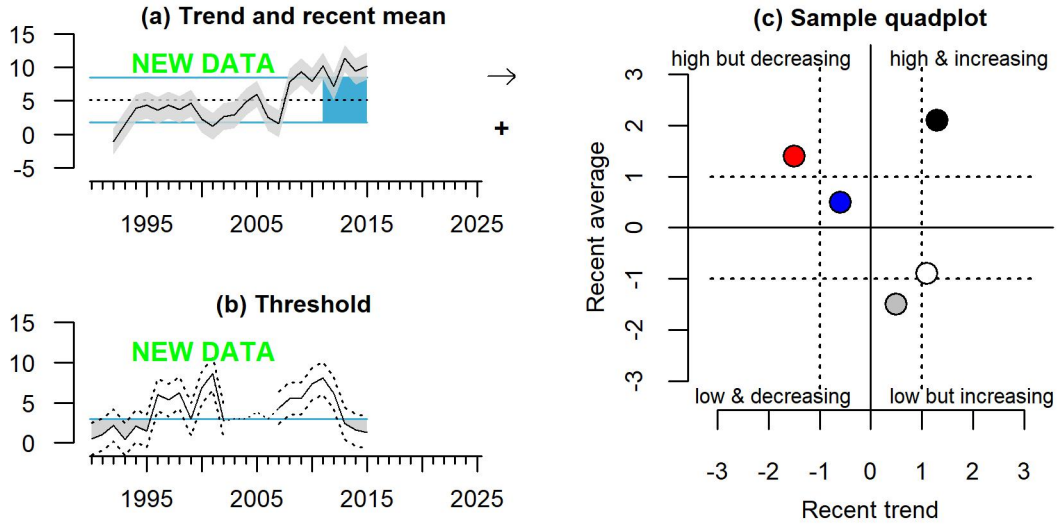 (a) Trend and recent mean
NEW DATA
15
10
5
0
-5
→
+
1995 2005 2015 2025
(b) Threshold
NEW DATA
15
10
5
0
1995 2005 2015 2025
(c) Sample quadplot
high but decreasing
high & increasing
Recent average
3
2
1
0
-1
-2
-3
low & decreasing
low but increasing
-3 -2 -1 0 1 2 3
Recent trend